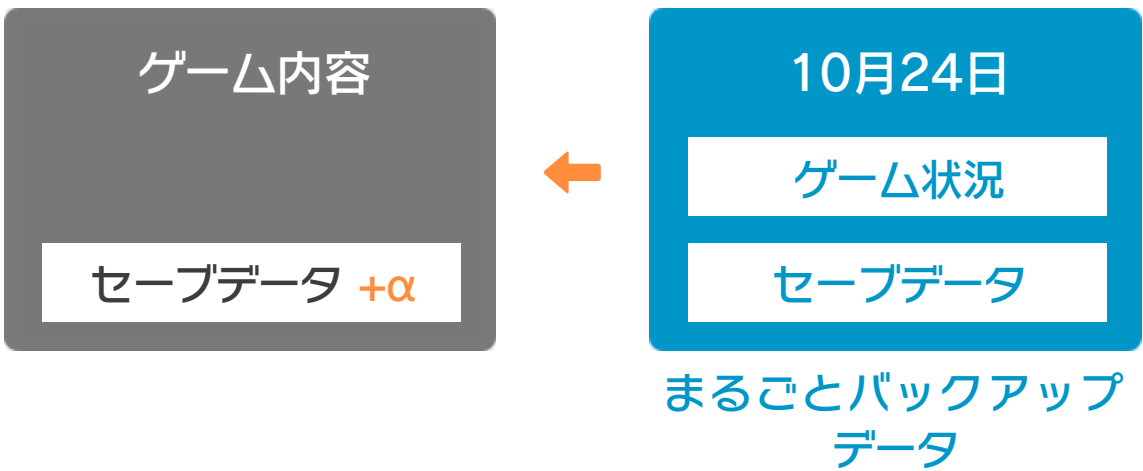 ゲーム内容
セーブデータ +α
10月24日
ゲーム状況
セーブデータ
まるごとバックアップ
データ